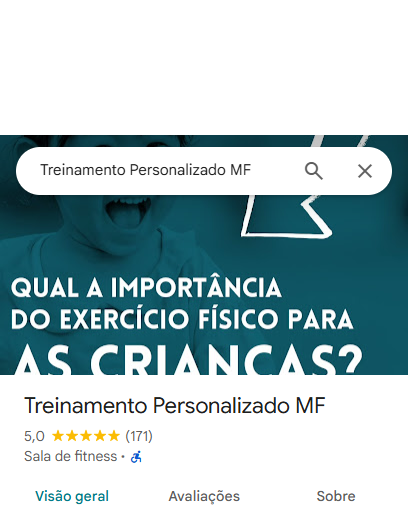 Treinamento Personalizado MF
QUAL A IMPORTÂNCIA
DO EXERCÍCIO FÍSICO PARA
AS CRIANÇAS?
Treinamento Personalizado MF
5,0 ★★★★★ (171)
Sala de fitness ·
Visão geral Avaliações Sobre